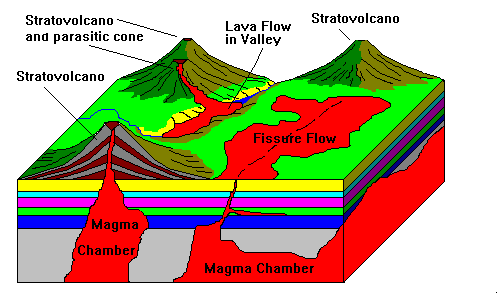 Stratovolcano
and parasitic cone
Lava Flow
in Valley
Stratovolcano
Stratovolcano
Fissure Flow
Magma
Chamber
Magma Chamber